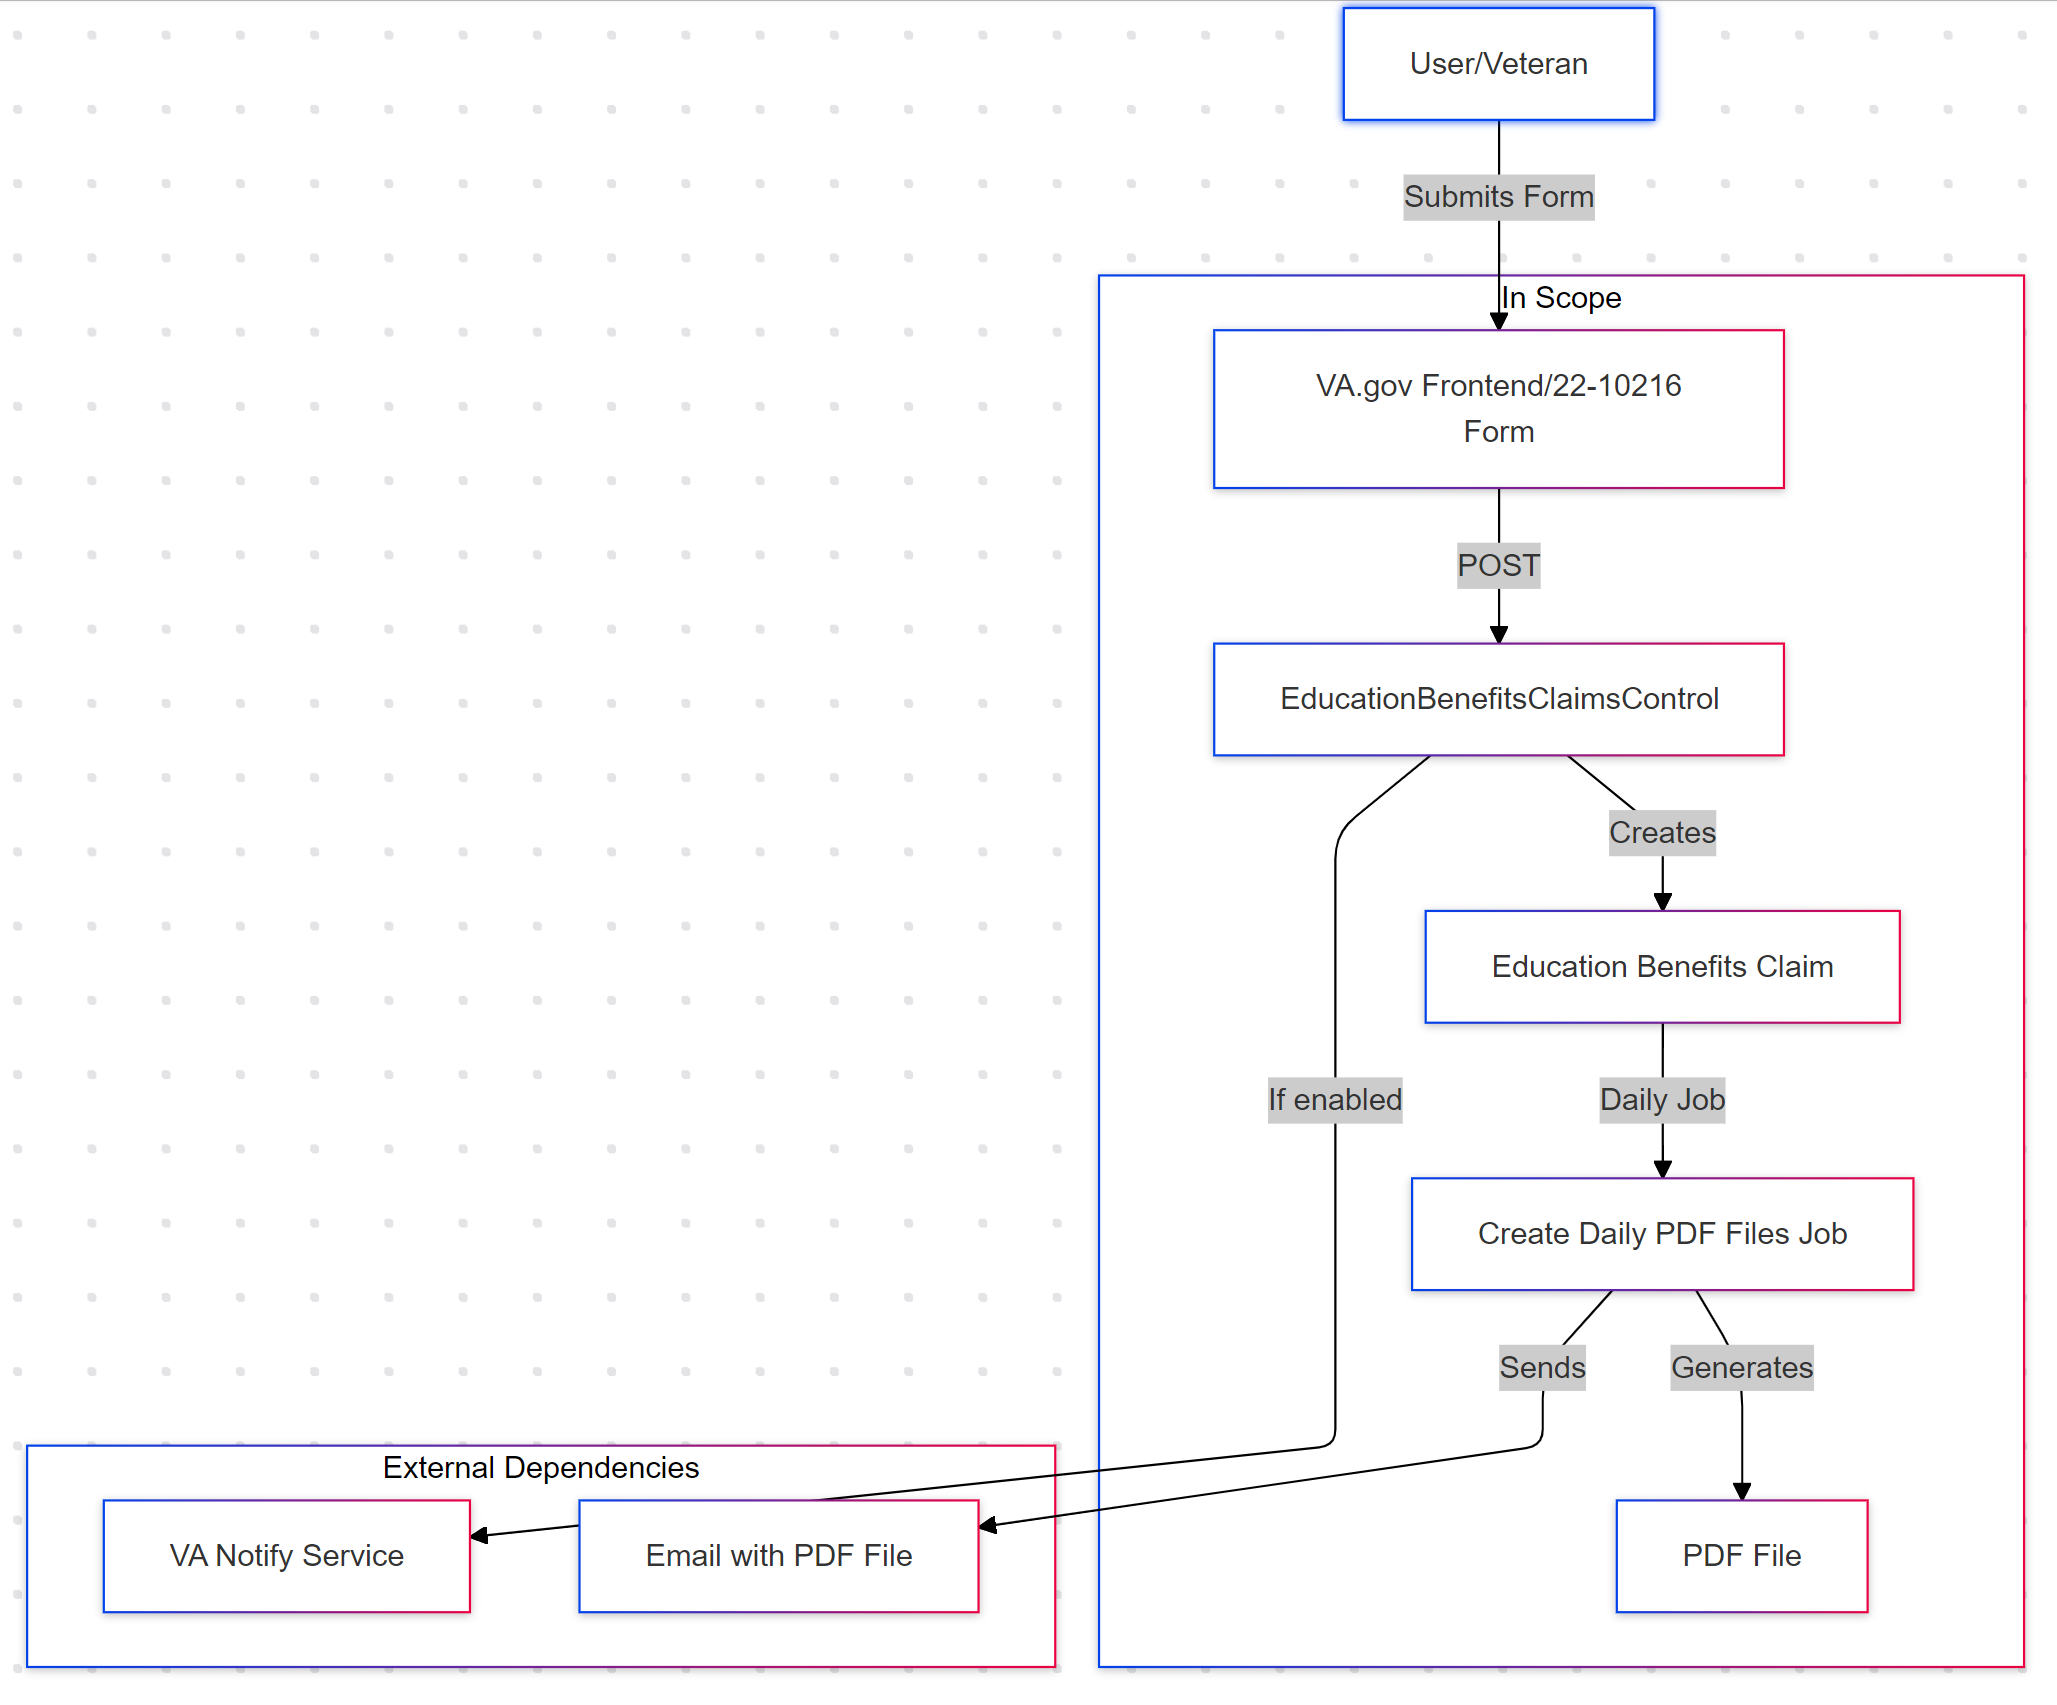 User/Veteran
Submits Form
In Scope
VA.gov Frontend/22-10216
Form
POST
EducationBenefitsClaimsControl
Creates
Education Benefits Claim
If enabled
Daily Job
Create Daily PDF Files Job
Sends
Generates
External Dependencies
VA Notify Service
Email with PDF File
PDF File